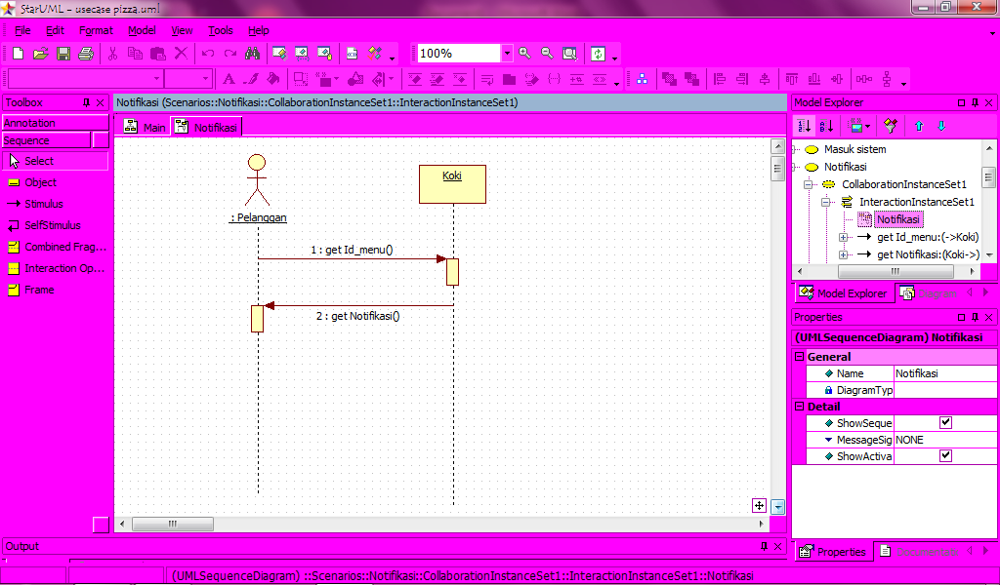 StarUML - usecase pizza.uml
File Edit Format Model View Tools Help
100%
Toolbox
Annotation
Sequence
Select
Object
Stimulus
SelfStimulus
Combined Frag...
Interaction Op...
Frame
Notifikasi (Scenarios::Notifikasi::CollaborationInstanceSet1::InteractionInstanceSet1)
Main Notifikasi
: Pelanggan
Koki
1 : get Id_menu()
2 : get Notifikasi()
Model Explorer
Masuk sistem
Notifikasi
CollaborationInstanceSet1
InteractionInstanceSet1
Notifikasi
get Id_menu:(->Koki)
get Notifikasi:(Koki->)
Model Explorer Diagram
Properties
(UMLSequenceDiagram) Notifikasi
General
Name Notifikasi
DiagramTyp
Detail
ShowSeque
MessageSig NONE
ShowActiva
Properties
Output
(UMLSequenceDiagram) ::Scenarios::Notifikasi::CollaborationInstanceSet1::InteractionInstanceSet1::Notifikasi